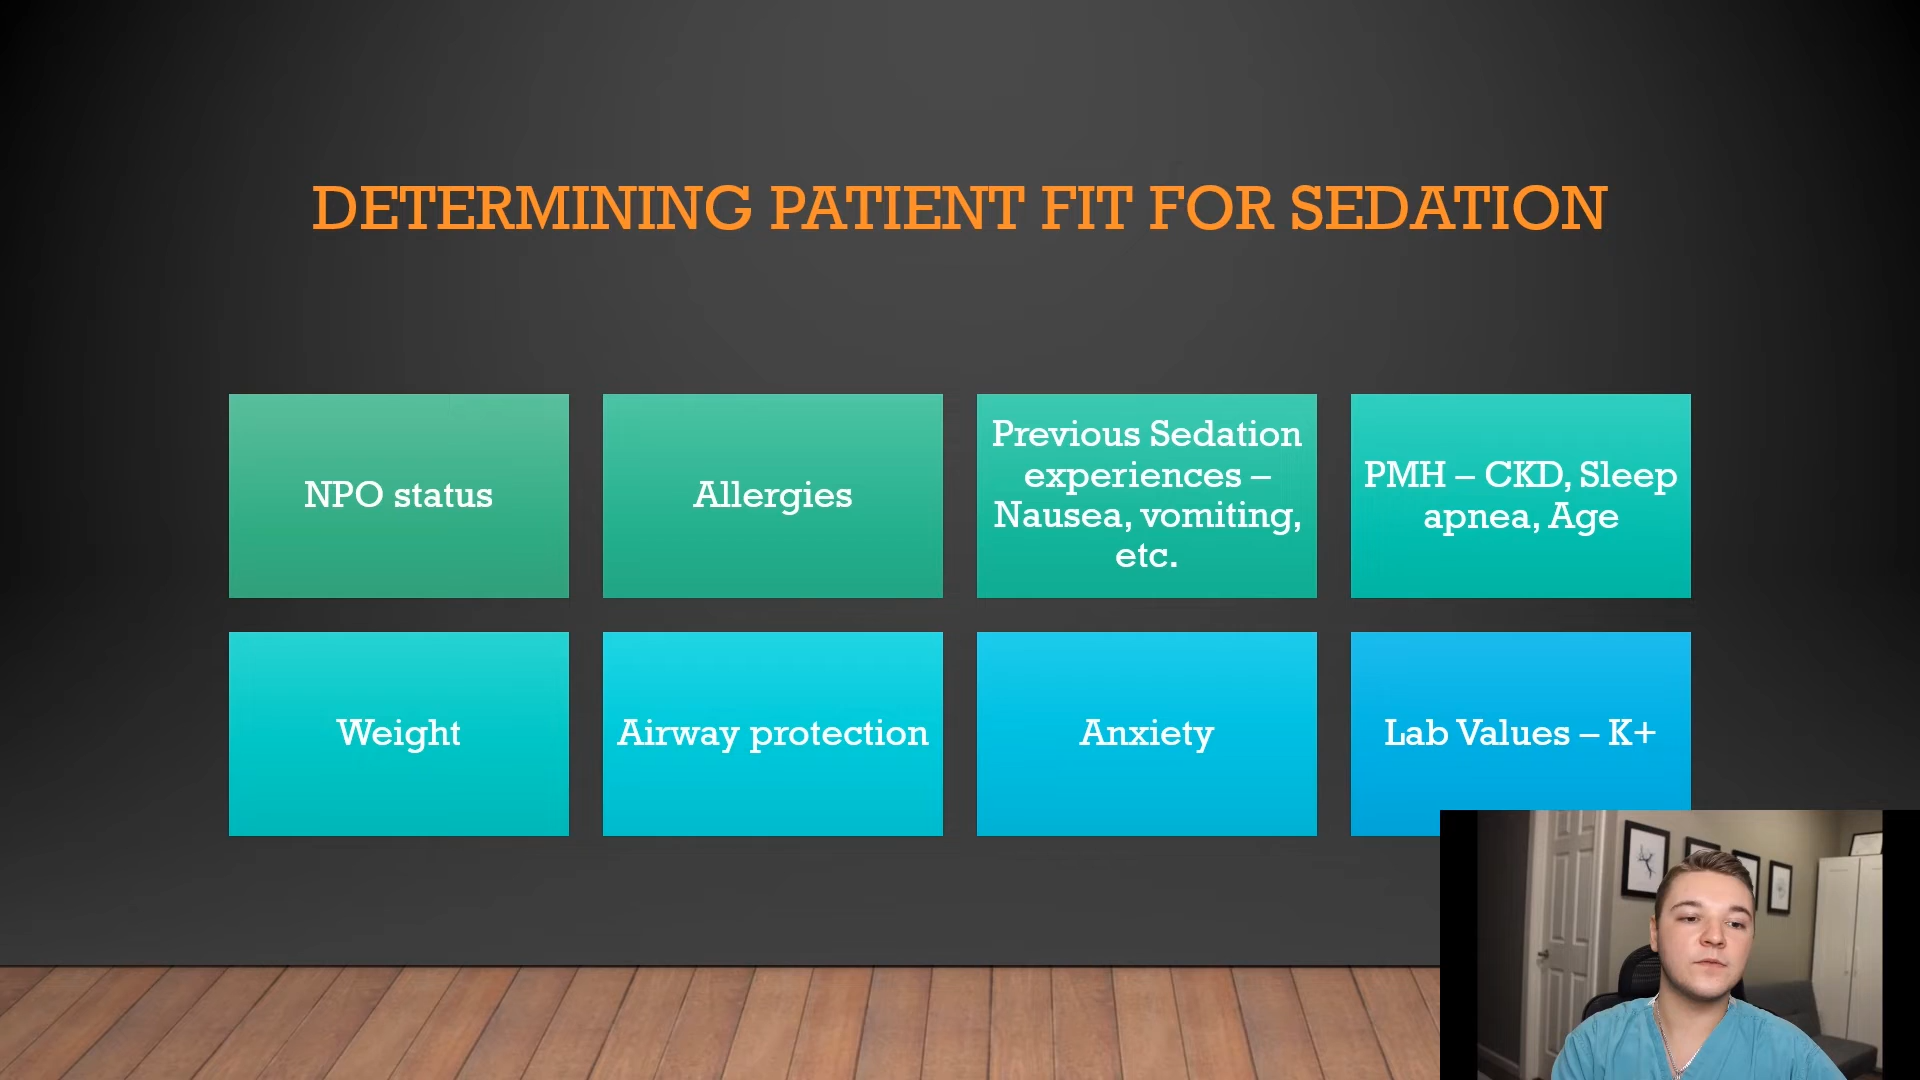 DETERMINING PATIENT FIT FOR SEDATION
NPO status
Allergies
Previous Sedation
experiences –
Nausea, vomiting,
etc.
PMH – CKD, Sleep
apnea, Age
Weight
Airway protection
Anxiety
Lab Values – K+